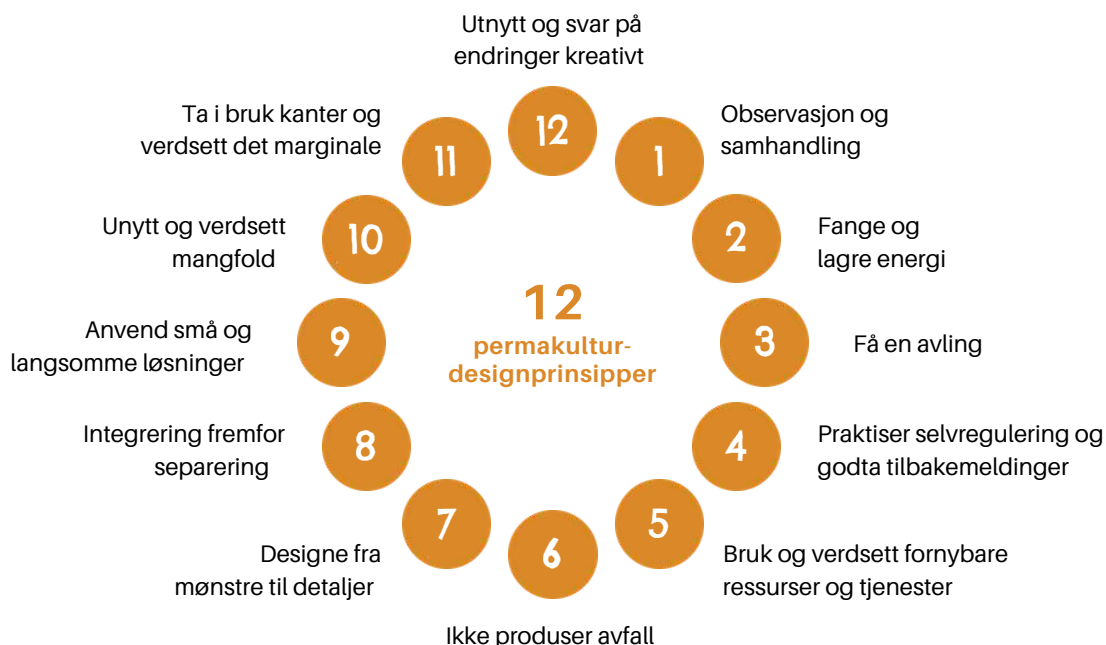 Utnytt og svar på
endringer kreativt
12
Observasjon og
samhandling
1
Fange og
lagre energi
2
Få en avling
3
Praktiser selvregulering og
godta tilbakemeldinger
4
Bruk og verdsett fornybare
ressurser og tjenester
5
Ikke produser avfall
6
Designe fra
mønstre til detaljer
7
Integrering fremfor
separering
8
Anvend små og
langsomme løsninger
9
Unytt og verdsett
mangfold
10
Ta i bruk kanter og
verdsett det marginale
11
12
permakultur-
designprinsipper